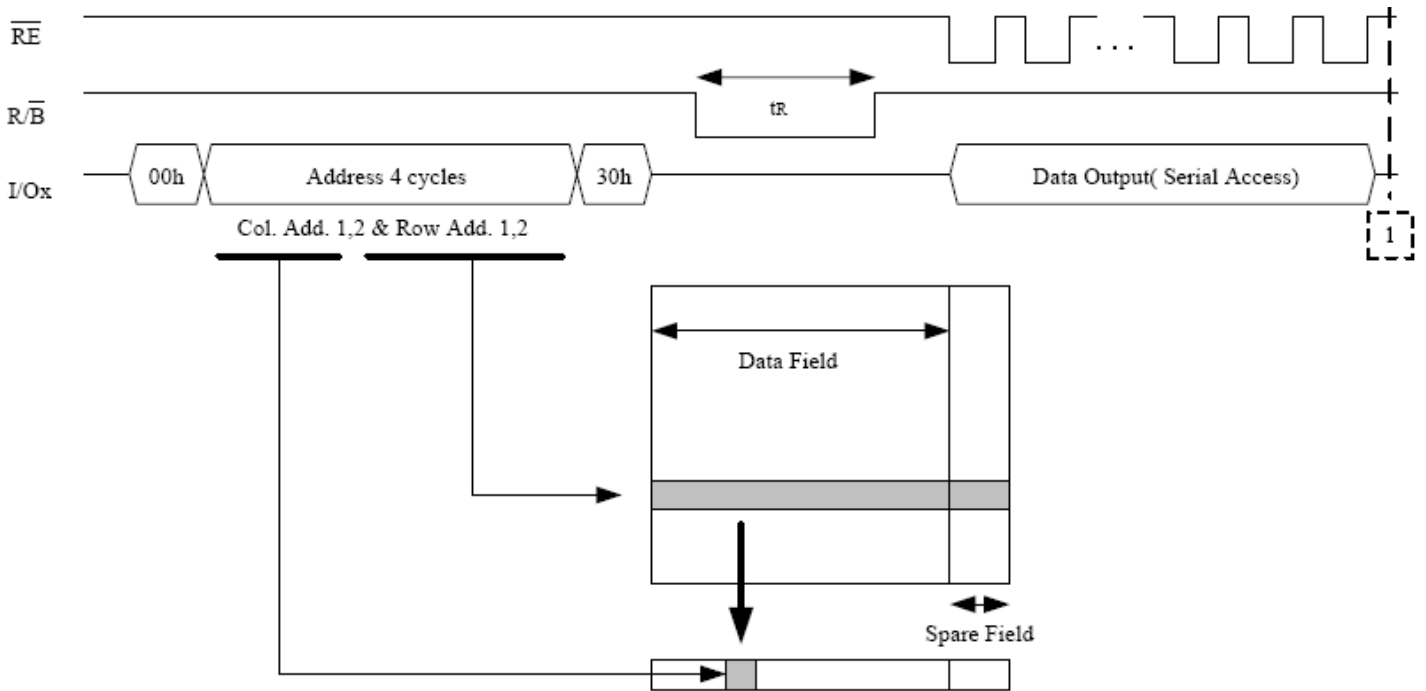 R̅E̅
R/B̅
tR
I/Ox
00h
Address 4 cycles
30h
Data Output( Serial Access)
Col. Add. 1,2 & Row Add. 1,2
1
Data Field
. . .
Spare Field